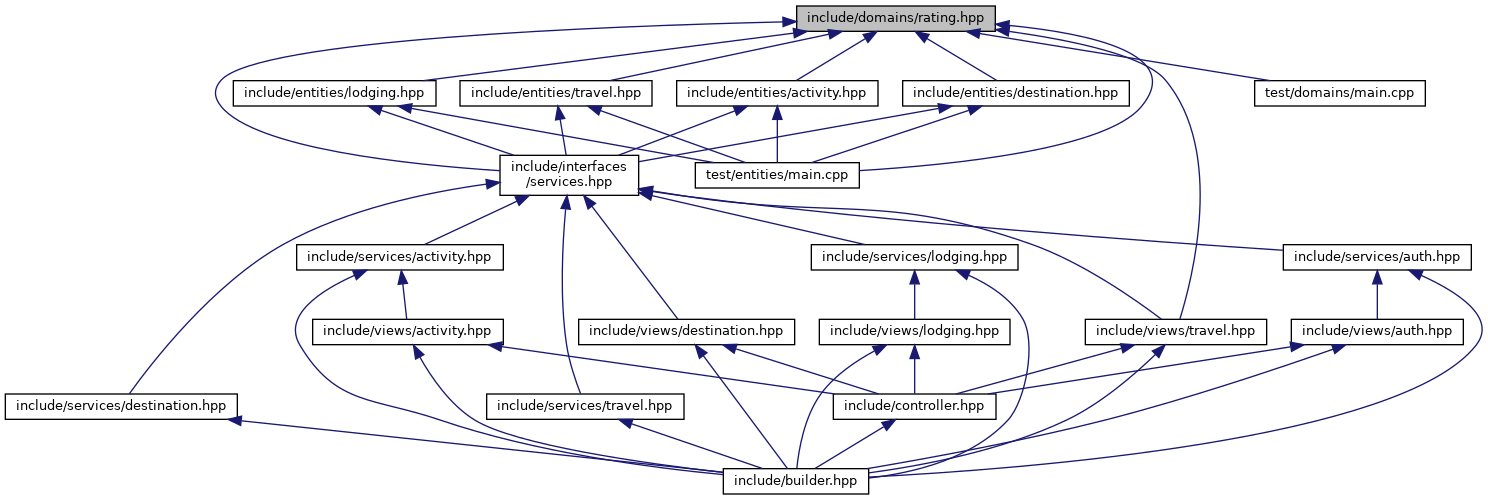 include/domains/rating.hpp
include/entities/lodging.hpp
include/entities/travel.hpp
include/entities/activity.hpp
include/entities/destination.hpp
test/domains/main.cpp
include/interfaces
/services.hpp
test/entities/main.cpp
include/services/activity.hpp
include/services/lodging.hpp
include/services/auth.hpp
include/views/activity.hpp
include/views/destination.hpp
include/views/lodging.hpp
include/views/travel.hpp
include/views/auth.hpp
include/services/destination.hpp
include/services/travel.hpp
include/controller.hpp
include/builder.hpp